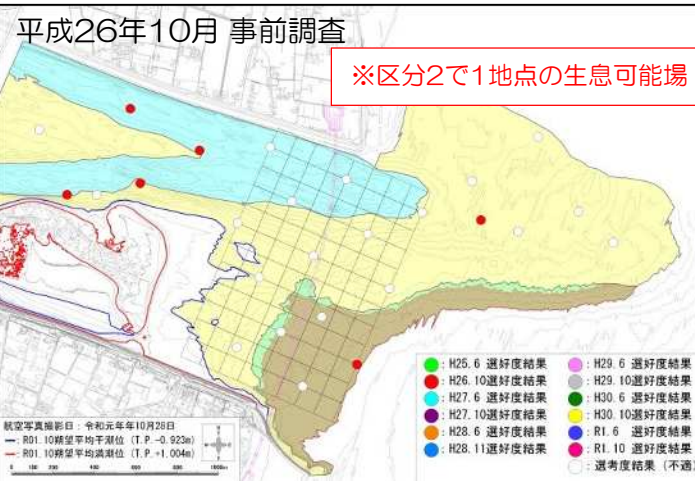 平成26年10月 事前調査
※区分2で1地点の生息可能場
: H25. 6 選好度結果
: H26.10選好度結果
: H27. 6 選好度結果
: H27.10選好度結果
: H28. 6 選好度結果
: H28.11選好度結果
: H29. 6 選好度結果
: H29.10選好度結果
: H30. 6 選好度結果
: H30.10選好度結果
: R1. 6 選好度結果
: R1.10 選好度結果
: 選考度結果（不適
航空写真撮影日：令和元年年10月28日
: R01.10朔望平均干潮位 (T.P.-0.923m)
: R01.10朔望平均満潮位 (T.P.+1.004m)
0 100 200 400 600 800 1000m